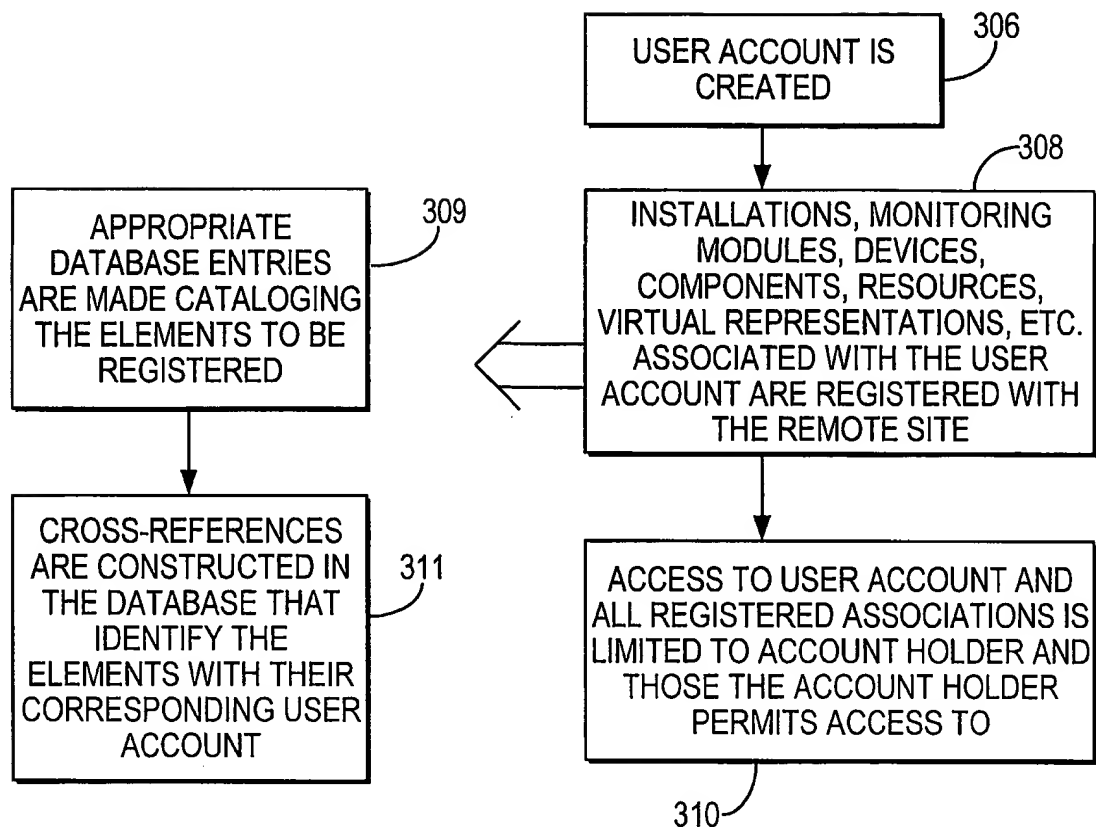 306
USER ACCOUNT IS
CREATED
308
INSTALLATIONS, MONITORING
MODULES, DEVICES,
COMPONENTS, RESOURCES,
VIRTUAL REPRESENTATIONS, ETC.
ASSOCIATED WITH THE USER
ACCOUNT ARE REGISTERED WITH
THE REMOTE SITE
309
APPROPRIATE
DATABASE ENTRIES
ARE MADE CATALOGING
THE ELEMENTS TO BE
REGISTERED
311
CROSS-REFERENCES
ARE CONSTRUCTED IN
THE DATABASE THAT
IDENTIFY THE
ELEMENTS WITH THEIR
CORRESPONDING USER
ACCOUNT
ACCESS TO USER ACCOUNT AND
ALL REGISTERED ASSOCIATIONS IS
LIMITED TO ACCOUNT HOLDER AND
THOSE THE ACCOUNT HOLDER
PERMITS ACCESS TO
310